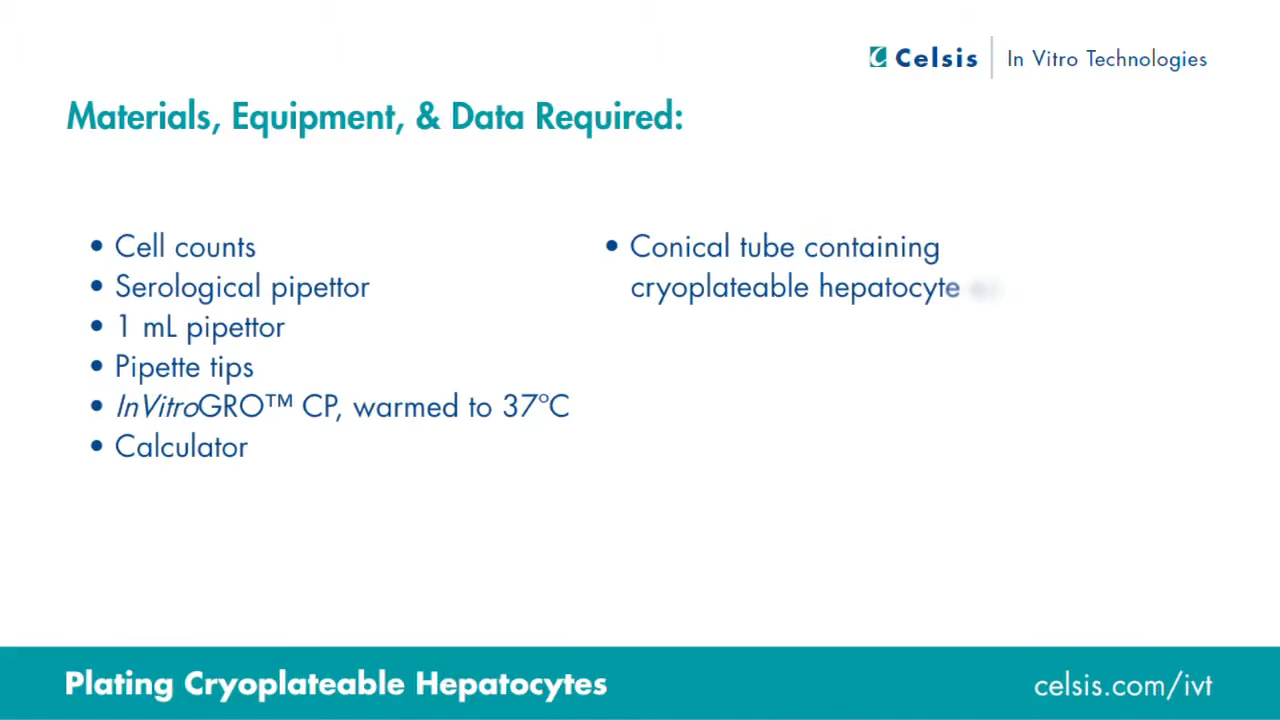 Celsis | In Vitro Technologies
Materials, Equipment, & Data Required:
• Cell counts
• Serological pipettor
• 1 mL pipettor
• Pipette tips
• InVitroGRO™ CP, warmed to 37°C
• Calculator
• Conical tube containing
cryoplateable hepatocyte
Plating Cryoplateable Hepatocytes
celsis.com/ivt